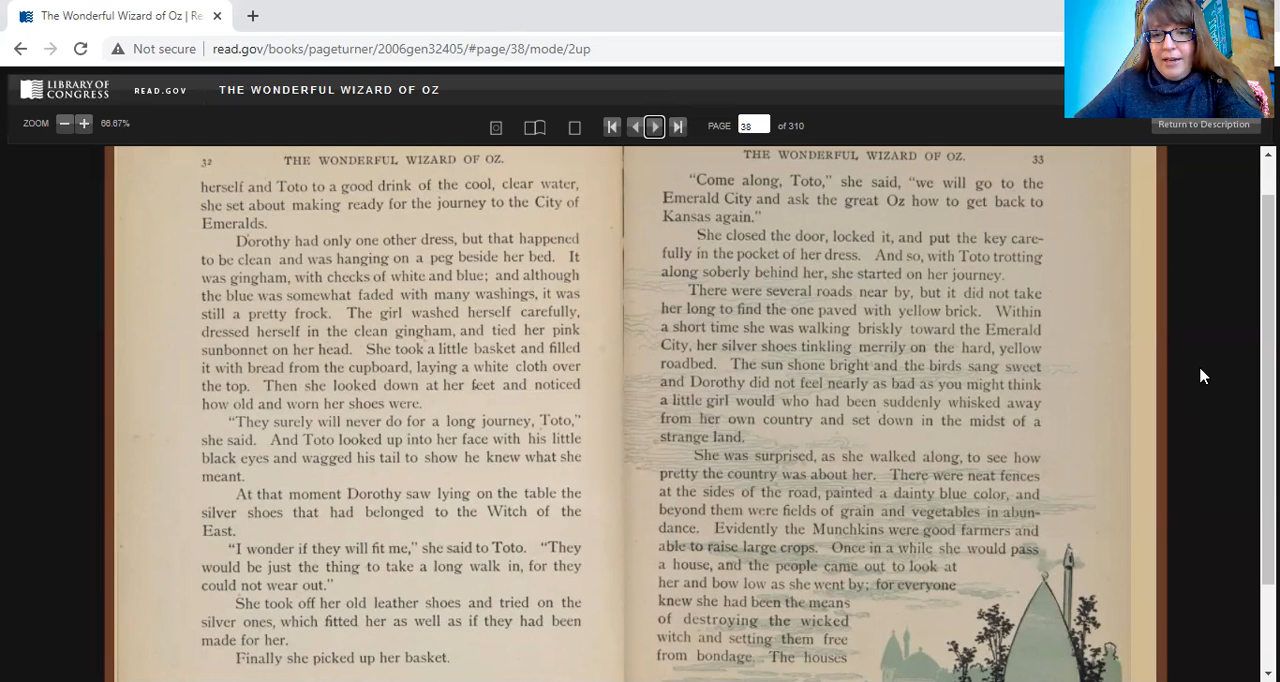 The Wonderful Wizard of Oz | Re
Not secure
read.gov/books/pageturner/2006gen32405/#page/38/mode/2up
LIBRARY OF
CONGRESS
READ.GOV
THE WONDERFUL WIZARD OF OZ
ZOOM
66.67%
PAGE 38 of 310
Return to Description
32 THE WONDERFUL WIZARD OF OZ.
herself and Toto to a good drink of the cool, clear water,
she set about making ready for the journey to the City of
Emeralds.
Dorothy had only one other dress, but that happened
to be clean and was hanging on a peg beside her bed. It
was gingham, with checks of white and blue; and although
the blue was somewhat faded with many washings, it was
still a pretty frock. The girl washed herself carefully,
dressed herself in the clean gingham, and tied her pink
sunbonnet on her head. She took a little basket and filled
it with bread from the cupboard, laying a white cloth over
the top. Then she looked down at her feet and noticed
how old and worn her shoes were.
"They surely will never do for a long journey, Toto,"
she said. And Toto looked up into her face with his little
black eyes and wagged his tail to show he knew what she
meant.
At that moment Dorothy saw lying on the table the
silver shoes that had belonged to the Witch of the
East.
"I wonder if they will fit me," she said to Toto. "They
would be just the thing to take a long walk in, for they
could not wear out."
She took off her old leather shoes and tried on the
silver ones, which fitted her as well as if they had been
made for her.
Finally she picked up her basket.
THE WONDERFUL WIZARD OF OZ. 33
"Come along, Toto," she said, "we will go to the
Emerald City and ask the great Oz how to get back to
Kansas again."
She closed the door, locked it, and put the key care-
fully in the pocket of her dress. And so, with Toto trotting
along soberly behind her, she started on her journey.
There were several roads near by, but it did not take
her long to find the one paved with yellow brick. Within
a short time she was walking briskly toward the Emerald
City, her silver shoes tinkling merrily on the hard, yellow
roadbed. The sun shone bright and the birds sang sweet
and Dorothy did not feel nearly as bad as you might think
a little girl would who had been suddenly whisked away
from her own country and set down in the midst of a
strange land.
She was surprised, as she walked along, to see how
pretty the country was about her. There were neat fences
at the sides of the road, painted a dainty blue color, and
beyond them were fields of grain and vegetables in abun-
dance. Evidently the Munchkins were good farmers and
able to raise large crops. Once in a while she would pass
a house, and the people came out to look at
her and bow low as she went by; for everyone
knew she had been the means
of destroying the wicked
witch and setting them free
from bondage. The houses